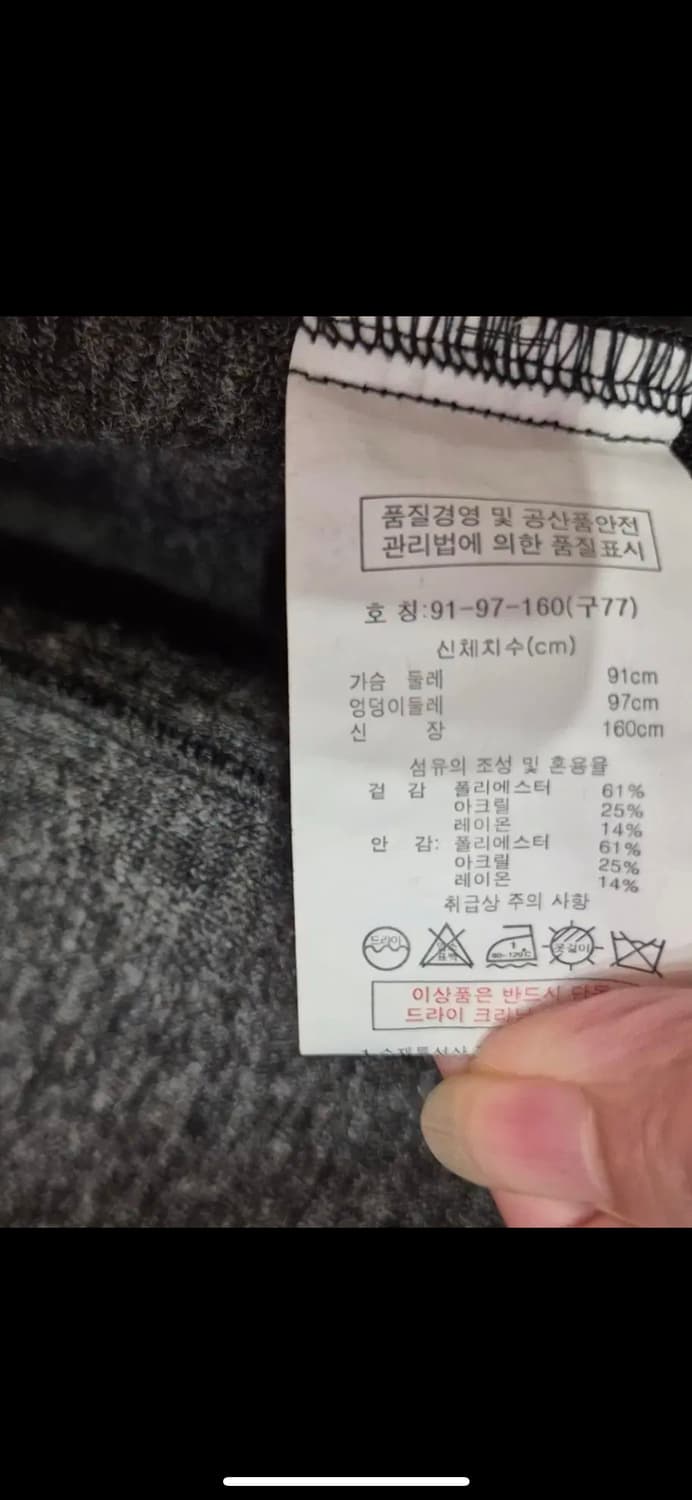 품질경영 및 공산품안전
관리법에 의한 품질표시
호 칭:91-97-160(구77)
신체치수(cm)
가슴 둘레 91cm
엉덩이둘레 97cm
신 장 160cm
섬유의 조성 및 혼용율
겉 감 폴리에스터 61%
아크릴 25%
레이온 14%
안 감: 폴리에스터 61%
아크릴 25%
레이온 14%
취급상 주의 사항
드라이
80~120℃
옷걸이
이상품은 반드시
드라이